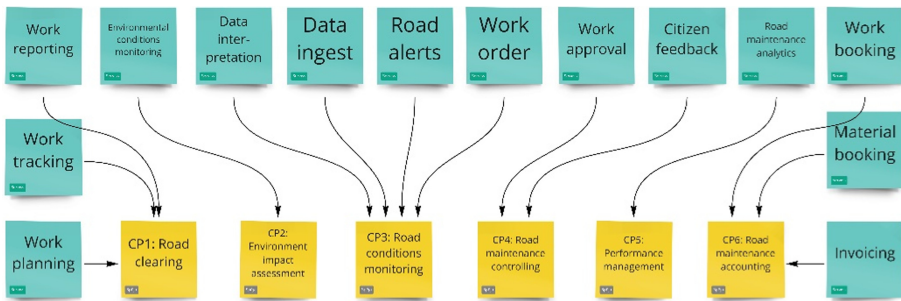 Work
reporting
Environmental
conditions
monitoring
Data
inter-
pretation
Data
ingest
Road
alerts
Work
order
Work
approval
Citizen
feedback
Road
maintenance
analytics
Work
booking
Work
tracking
Material
booking
Work
planning
CP1: Road
clearing
CP2:
Environment
impact
assessment
CP3: Road
conditions
monitoring
CP4: Road
maintenance
controlling
CP5:
Performance
management
CP6: Road
maintenance
accounting
Invoicing